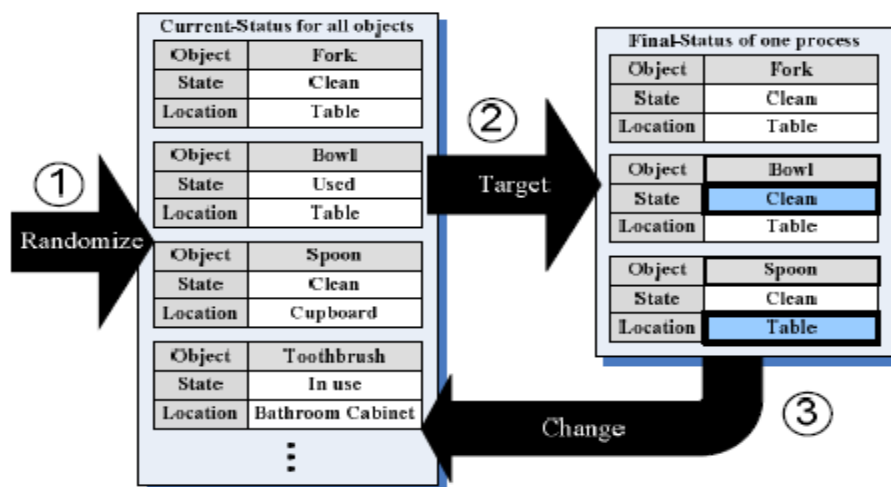 Current-Status for all objects
Object Fork
State Clean
Location Table
Object Bowl
State Used
Location Table
Object Spoon
State Clean
Location Cupboard
Object Toothbrush
State In use
Location Bathroom Cabinet
1
Randomize
2
Target
Final-Status of one process
Object Fork
State Clean
Location Table
Object Bowl
State Clean
Location Table
Object Spoon
State Clean
Location Table
3
Change